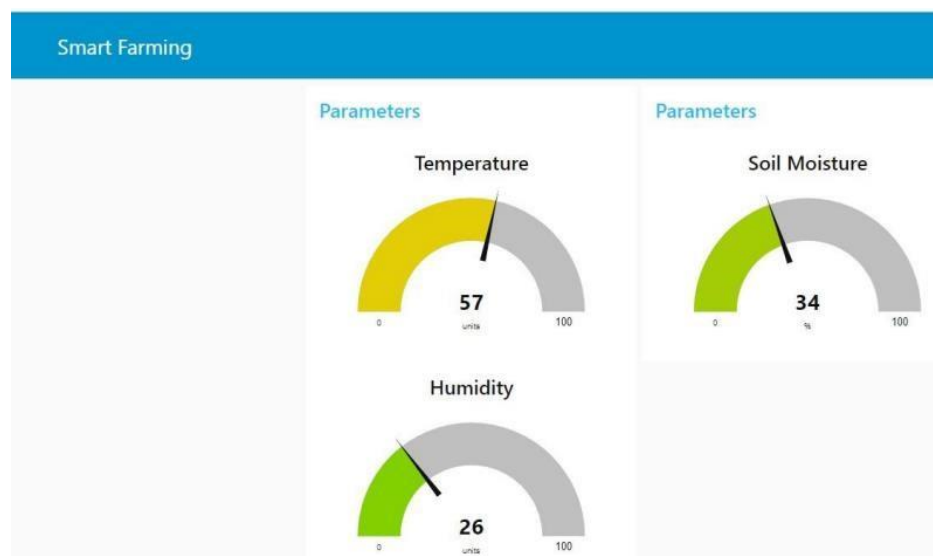 Smart Farming
Parameters
Temperature
57
units
0
100
Humidity
26
units
0
100
Parameters
Soil Moisture
34
%
0
100